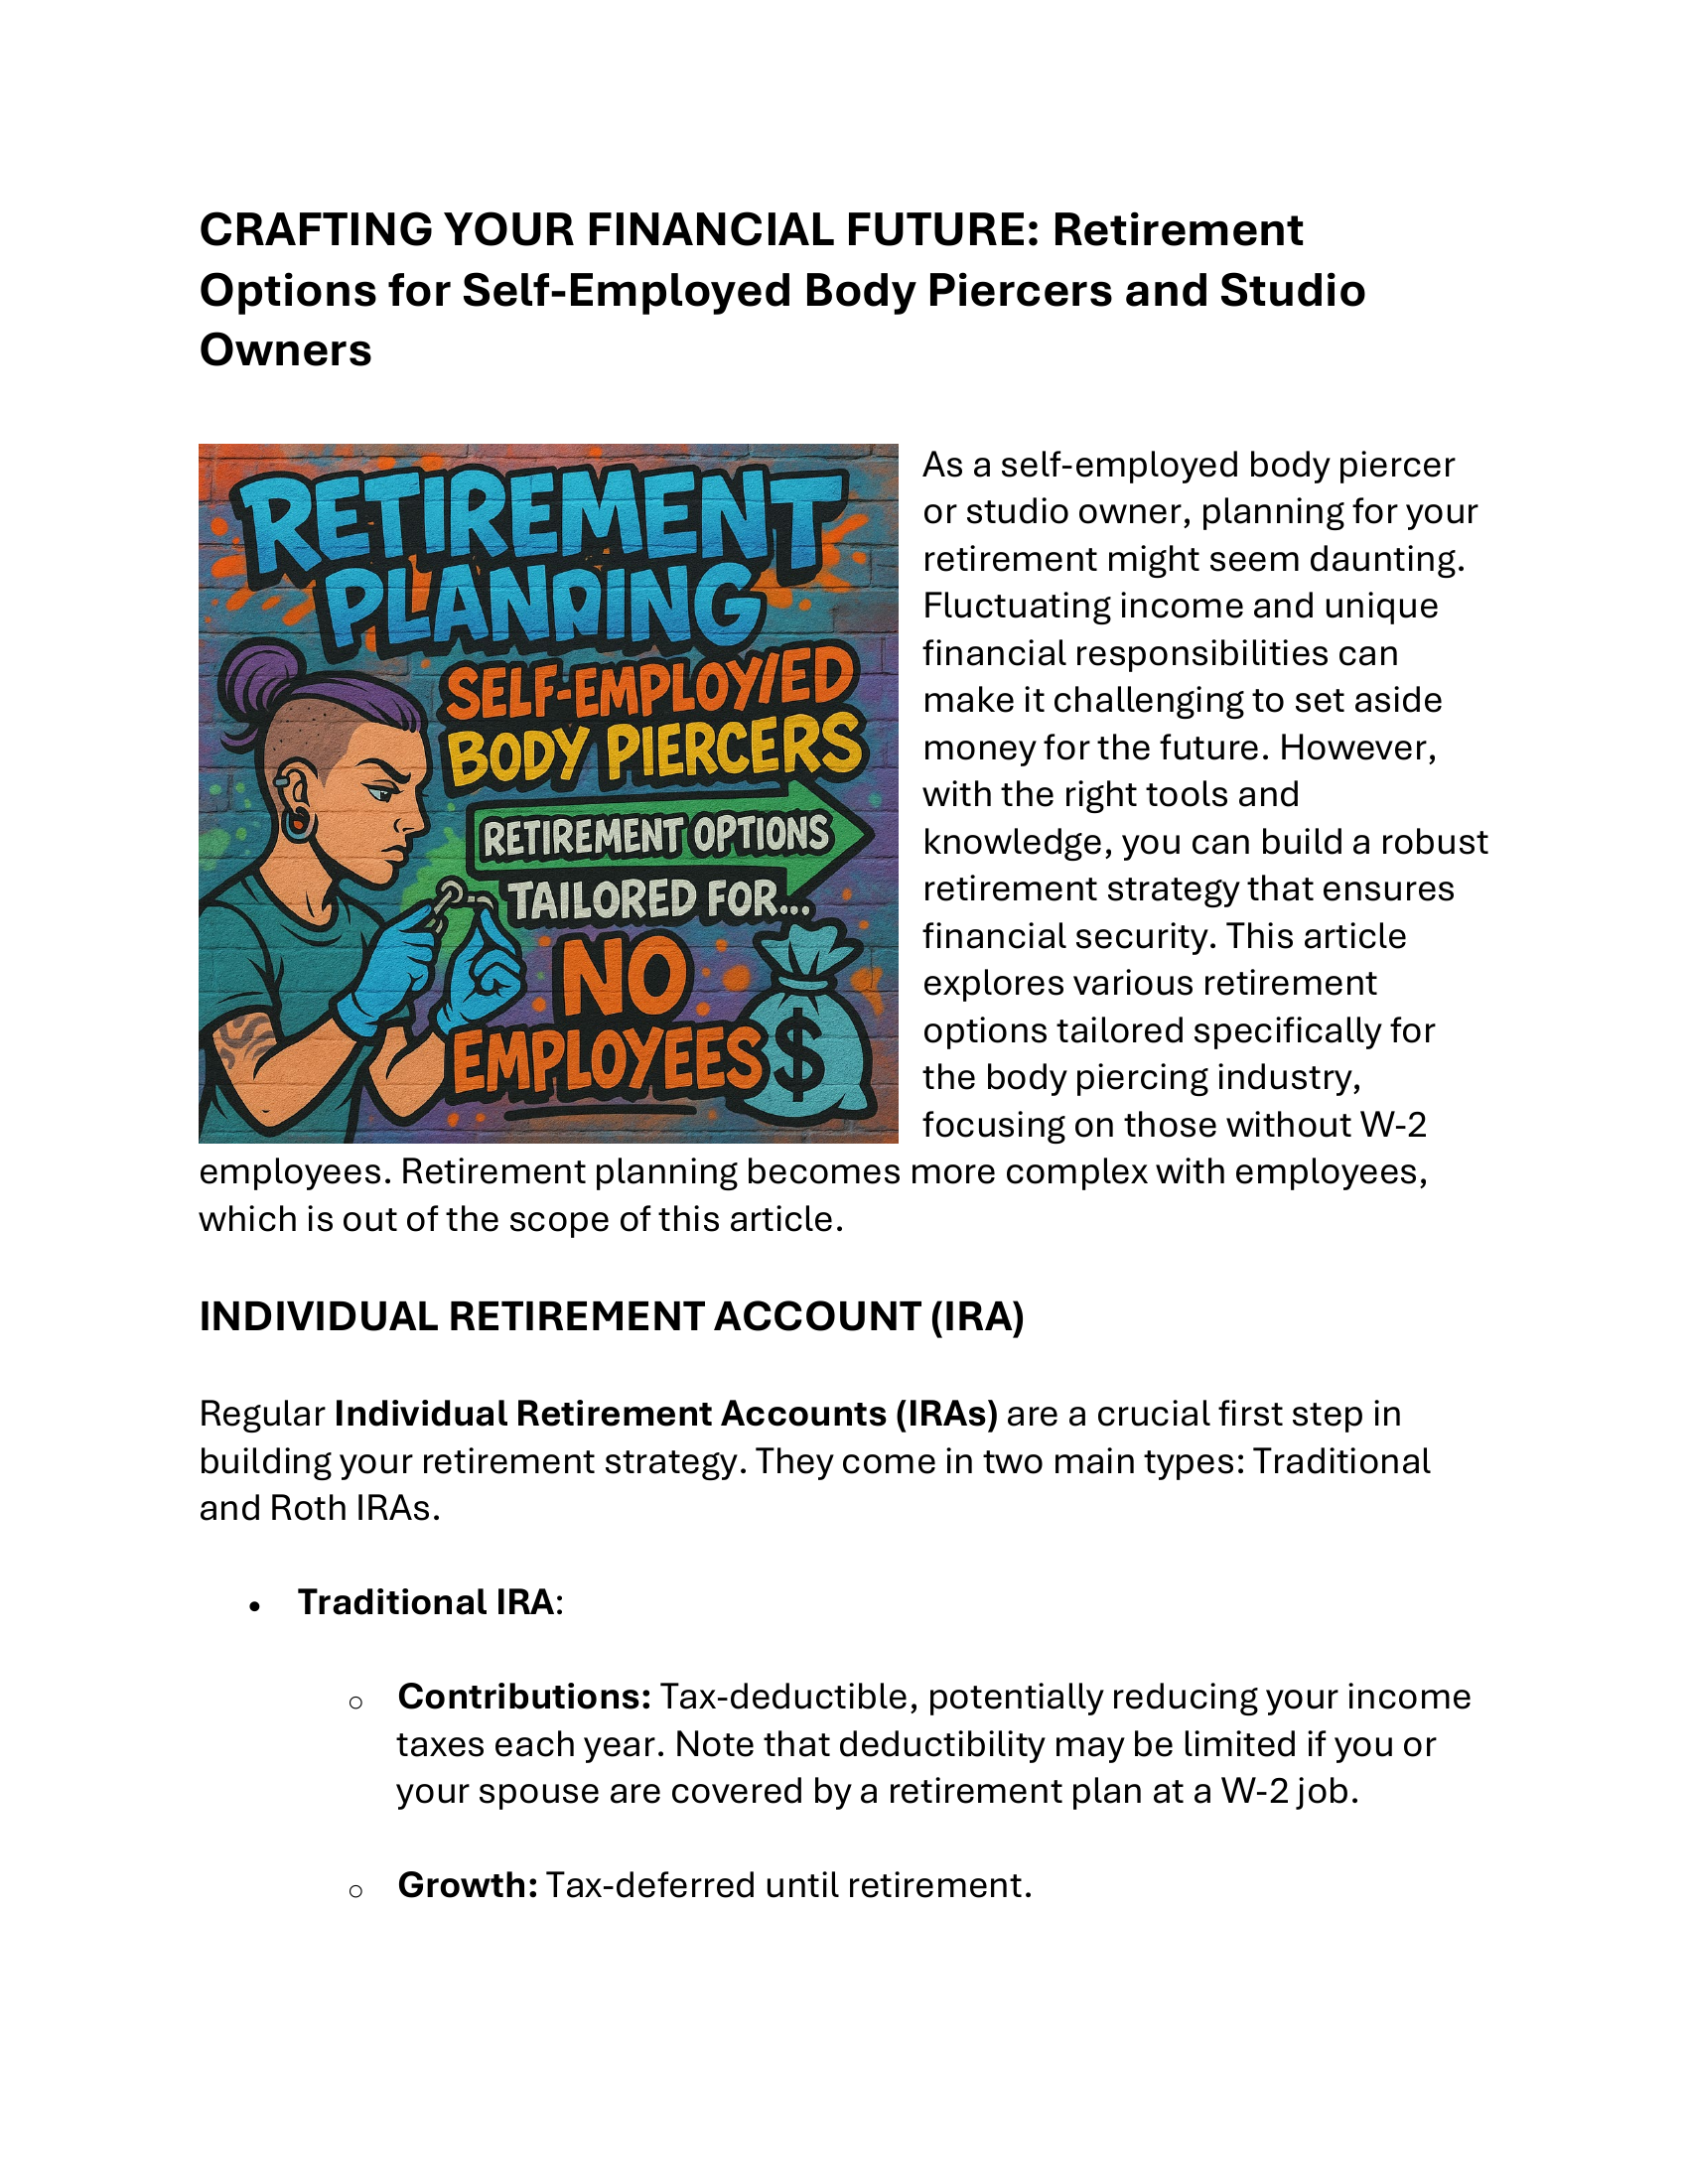 CRAFTING YOUR FINANCIAL FUTURE: Retirement
Options for Self-Employed Body Piercers and Studio
Owners
RETIREMENT
PLANNING
SELF-EMPLOY/ED
BODY PIERCERS
RETIREMENT OPTIONS
TAILORED FOR...
NO
EMPLOYEES
$
As a self-employed body piercer
or studio owner, planning for your
retirement might seem daunting.
Fluctuating income and unique
financial responsibilities can
make it challenging to set aside
money for the future. However,
with the right tools and
knowledge, you can build a robust
retirement strategy that ensures
financial security. This article
explores various retirement
options tailored specifically for
the body piercing industry,
focusing on those without W-2
employees. Retirement planning becomes more complex with employees,
which is out of the scope of this article.
INDIVIDUAL RETIREMENT ACCOUNT (IRA)
Regular Individual Retirement Accounts (IRAs) are a crucial first step in
building your retirement strategy. They come in two main types: Traditional
and Roth IRAs.
• Traditional IRA:
o Contributions: Tax-deductible, potentially reducing your income
taxes each year. Note that deductibility may be limited if you or
your spouse are covered by a retirement plan at a W-2 job.
o Growth: Tax-deferred until retirement.